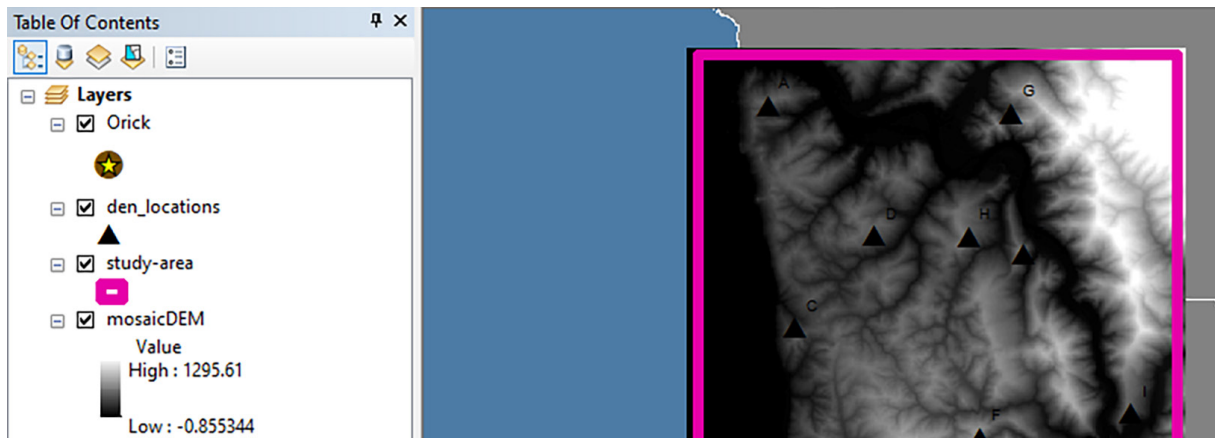 Table Of Contents
Layers
Orick
den_locations
study-area
mosaicDEM
Value
High : 1295.61
Low : -0.855344
A
G
D
H
C
I
F